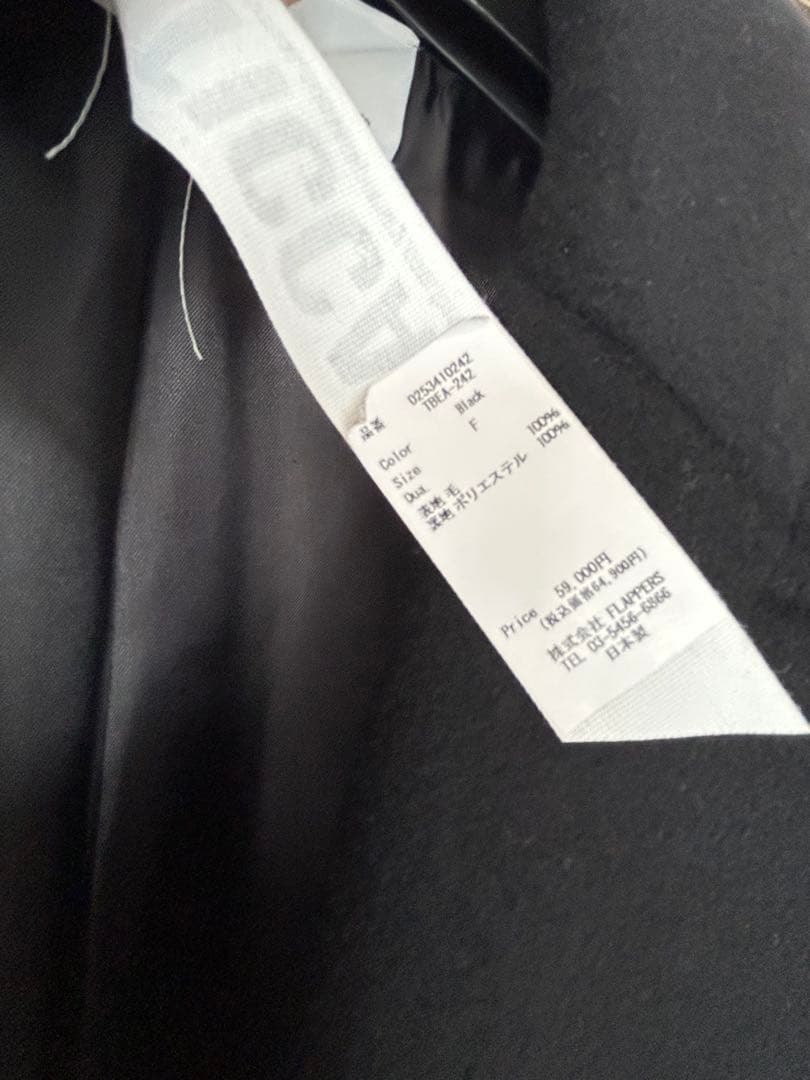 品番 0253410242
TBEA-242
Color Black
Size F
Qua.
表地 毛 100%
裏地 ポリエステル 100%
Price 59,000円
(税込価格64,900円)
株式会社 FLAPPERS
TEL 03-5456-6866
日本製